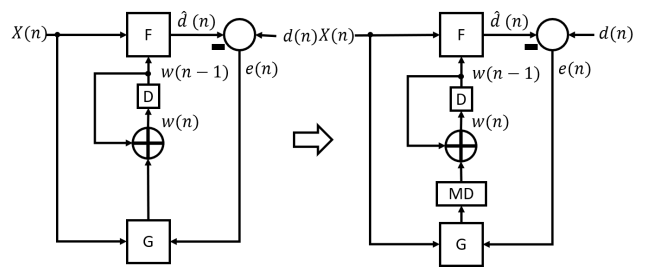 X(n) F d̂(n) d(n) X(n) F d̂(n) d(n)
w(n − 1) e(n) w(n − 1) e(n)
D D
w(n) w(n)
MD
G G